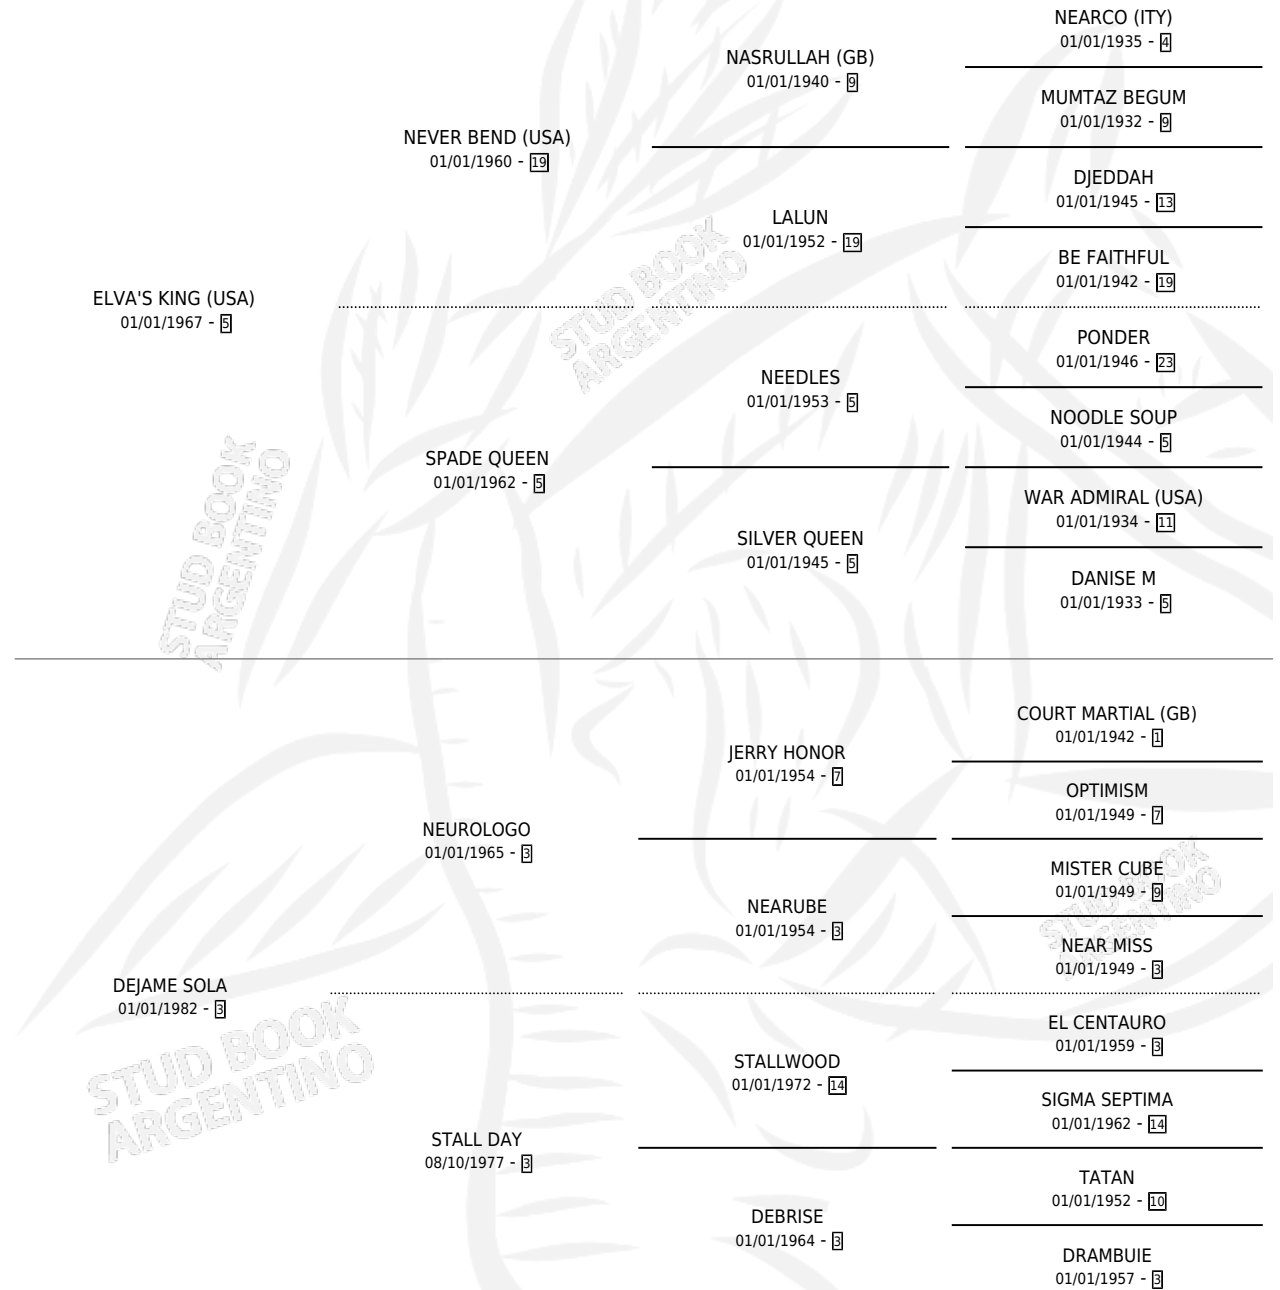 NEARCO (ITY)
01/01/1935 - 4
NASRULLAH (GB)
01/01/1940 - 9
MUMTAZ BEGUM
01/01/1932 - 9
NEVER BEND (USA)
01/01/1960 - 19
DJEDDAH
01/01/1945 - 13
LALUN
01/01/1952 - 19
BE FAITHFUL
01/01/1942 - 19
ELVA'S KING (USA)
01/01/1967 - 5
STUD BOOK
ARGENTINO
PONDER
01/01/1946 - 23
NEEDLES
01/01/1953 - 5
NOODLE SOUP
01/01/1944 - 5
SPADE QUEEN
01/01/1962 - 5
WAR ADMIRAL (USA)
01/01/1934 - 11
SILVER QUEEN
01/01/1945 - 5
DANISE M
01/01/1933 - 5
STUD BOOK
ARGENTINO
COURT MARTIAL (GB)
01/01/1942 - 1
JERRY HONOR
01/01/1954 - 7
OPTIMISM
01/01/1949 - 7
NEUROLOGO
01/01/1965 - 3
MISTER CUBE
01/01/1949 - 9
NEARUBE
01/01/1954 - 3
STUD BOOK
ARGENTINO
NEAR MISS
01/01/1949 - 3
DEJAME SOLA
01/01/1982 - 3
EL CENTAURO
01/01/1959 - 3
STALLWOOD
01/01/1972 - 14
STUD BOOK
ARGENTINO
SIGMA SEPTIMA
01/01/1962 - 14
STALL DAY
08/10/1977 - 3
TATAN
01/01/1952 - 10
DEBRISE
01/01/1964 - 3
DRAMBUIE
01/01/1957 - 3